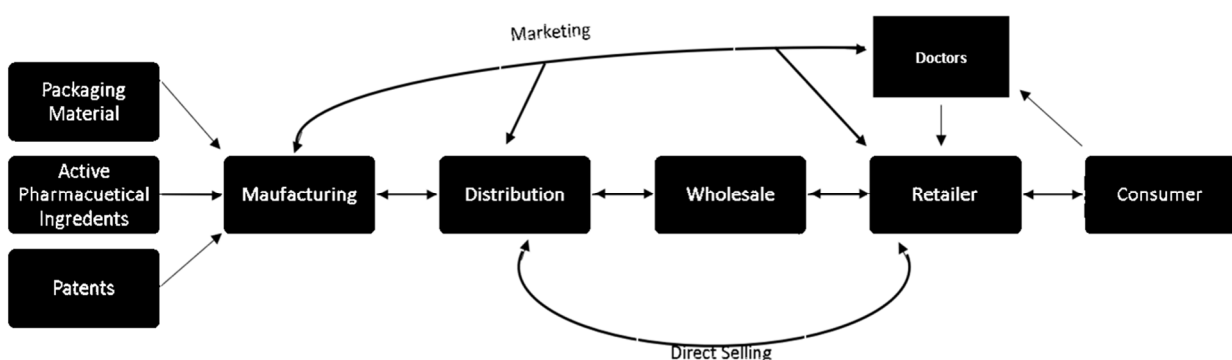 Marketing
Doctors
Packaging
Material
Active
Pharmacuetical
Ingredents
Patents
Maufacturing
Distribution
Wholesale
Retailer
Consumer
Direct Selling